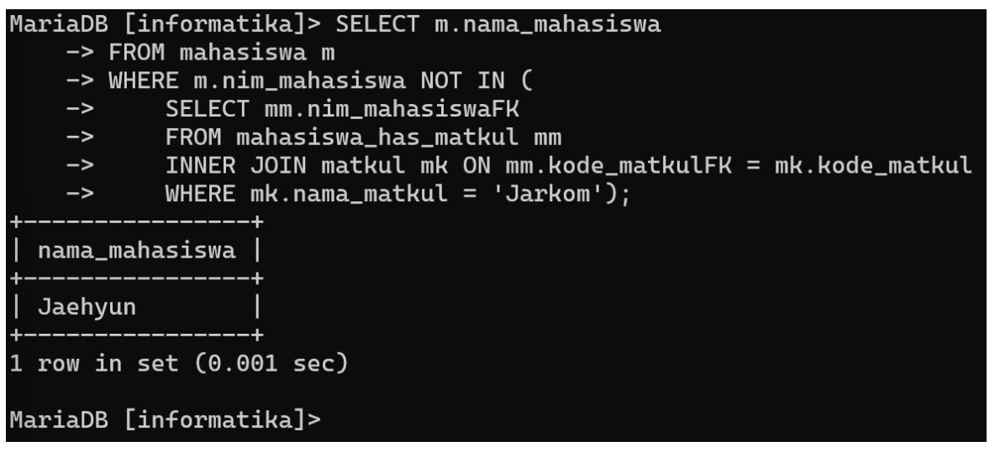 MariaDB [informatika]> SELECT m.nama_mahasiswa
    -> FROM mahasiswa m
    -> WHERE m.nim_mahasiswa NOT IN (
    ->     SELECT mm.nim_mahasiswaFK
    ->     FROM mahasiswa_has_matkul mm
    ->     INNER JOIN matkul mk ON mm.kode_matkulFK = mk.kode_matkul
    ->     WHERE mk.nama_matkul = 'Jarkom');
+----------------+
| nama_mahasiswa |
+----------------+
| Jaehyun        |
+----------------+
1 row in set (0.001 sec)

MariaDB [informatika]>